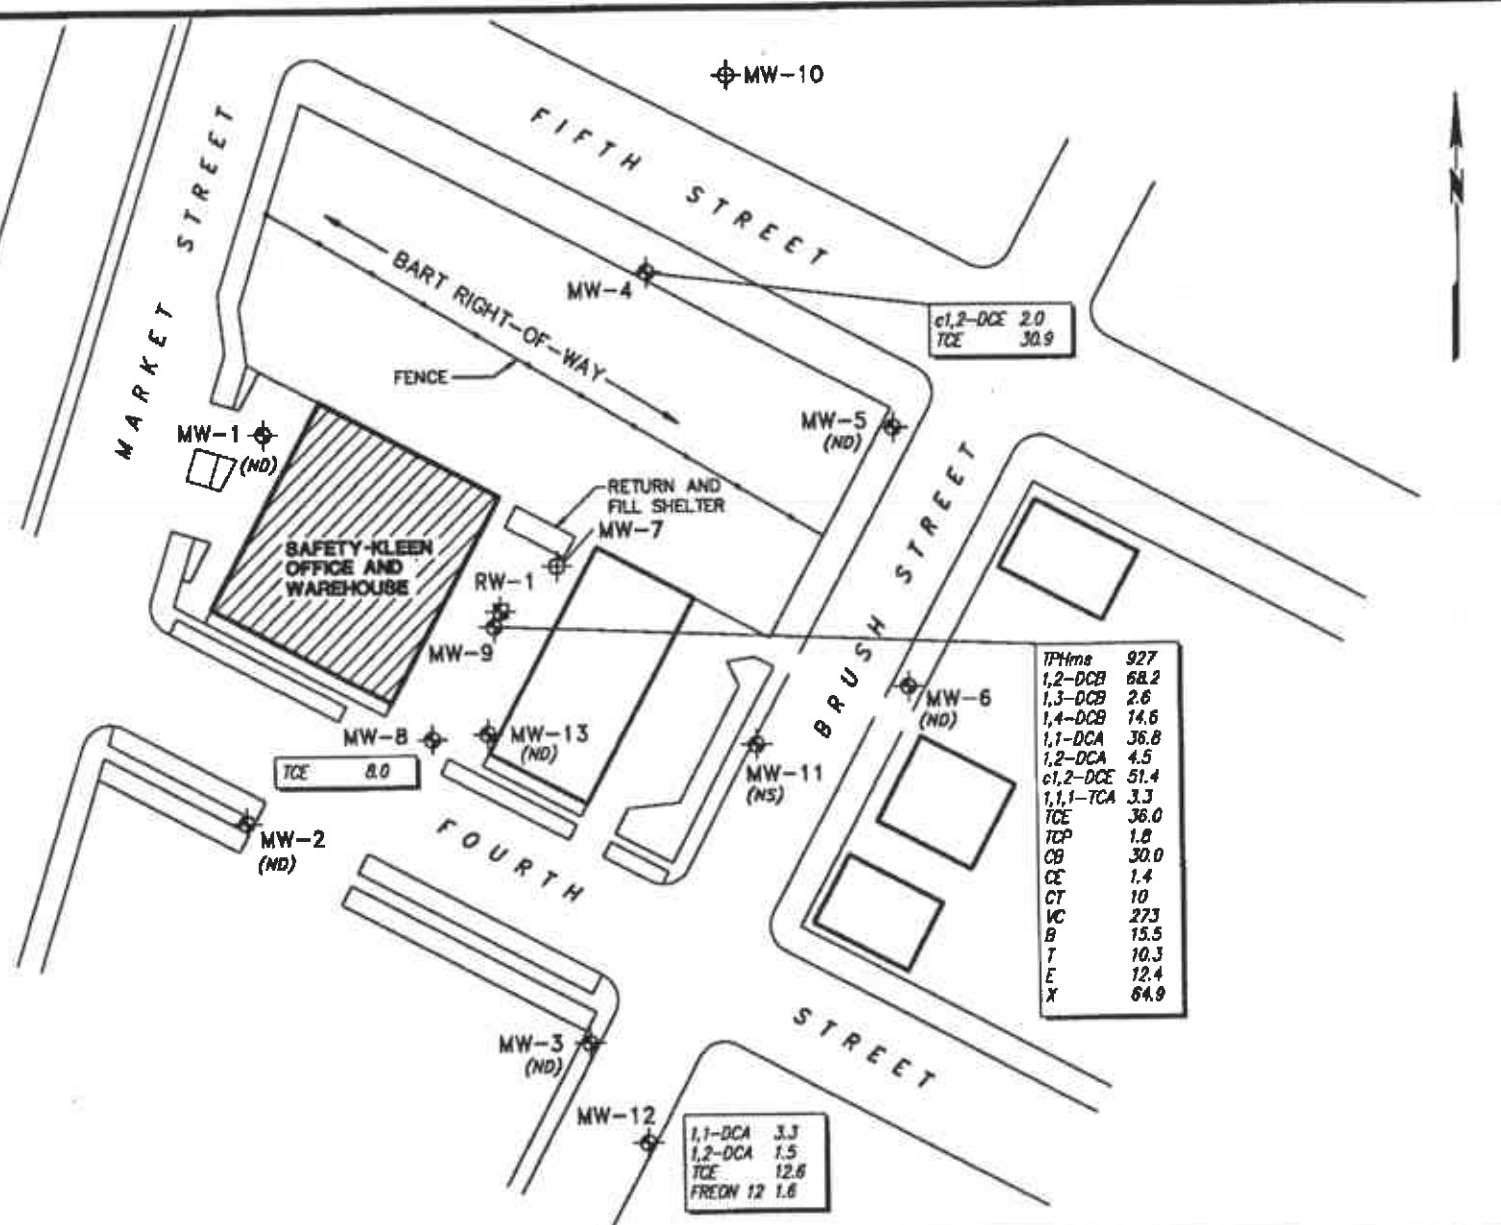 MW-10
N
FIFTH STREET
MARKET STREET
BART RIGHT-OF-WAY
MW-4
c1,2-DCE 2.0
TCE 30.9
FENCE
MW-5
(ND)
MW-1
(ND)
RETURN AND
FILL SHELTER
MW-7
SAFETY-KLEEN
OFFICE AND
WAREHOUSE
RW-1
MW-9
BRUSH STREET
TPHms 927
1,2-DCB 68.2
1,3-DCB 2.6
1,4-DCB 14.6
1,1-DCA 36.8
1,2-DCA 4.5
c1,2-DCE 51.4
1,1,1-TCA 3.3
TCE 36.0
TCP 1.8
CB 30.0
CE 1.4
CT 10
VC 273
B 15.5
T 10.3
E 12.4
X 64.9
MW-6
(ND)
MW-8
MW-13
(ND)
TCE 8.0
MW-11
(NS)
MW-2
(ND)
FOURTH STREET
MW-3
(ND)
MW-12
1,1-DCA 3.3
1,2-DCA 1.5
TCE 12.6
FREON 12 1.6